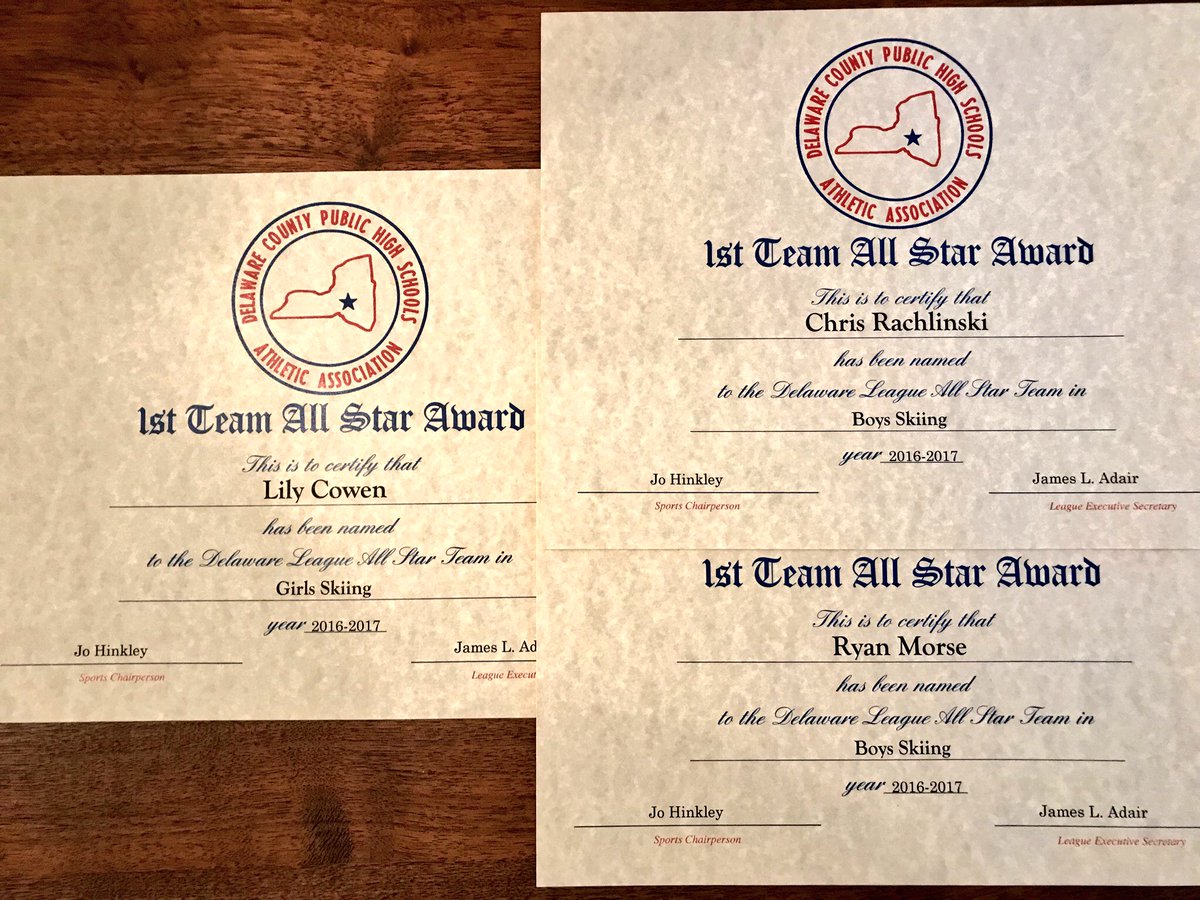 DELAWARE COUNTY PUBLIC HIGH SCHOOLS
ATHLETIC ASSOCIATION
1st Team All Star Award
This is to certify that
Lily Cowen
has been named
to the Delaware League All Star Team in
Girls Skiing
year 2016-2017
Jo Hinkley James L. Ad
Sports Chairperson League Execut
DELAWARE COUNTY PUBLIC HIGH SCHOOLS
ATHLETIC ASSOCIATION
1st Team All Star Award
This is to certify that
Chris Rachlinski
has been named
to the Delaware League All Star Team in
Boys Skiing
year 2016-2017
Jo Hinkley James L. Adair
Sports Chairperson League Executive Secretary
1st Team All Star Award
This is to certify that
Ryan Morse
has been named
to the Delaware League All Star Team in
Boys Skiing
year 2016-2017
Jo Hinkley James L. Adair
Sports Chairperson League Executive Secretary